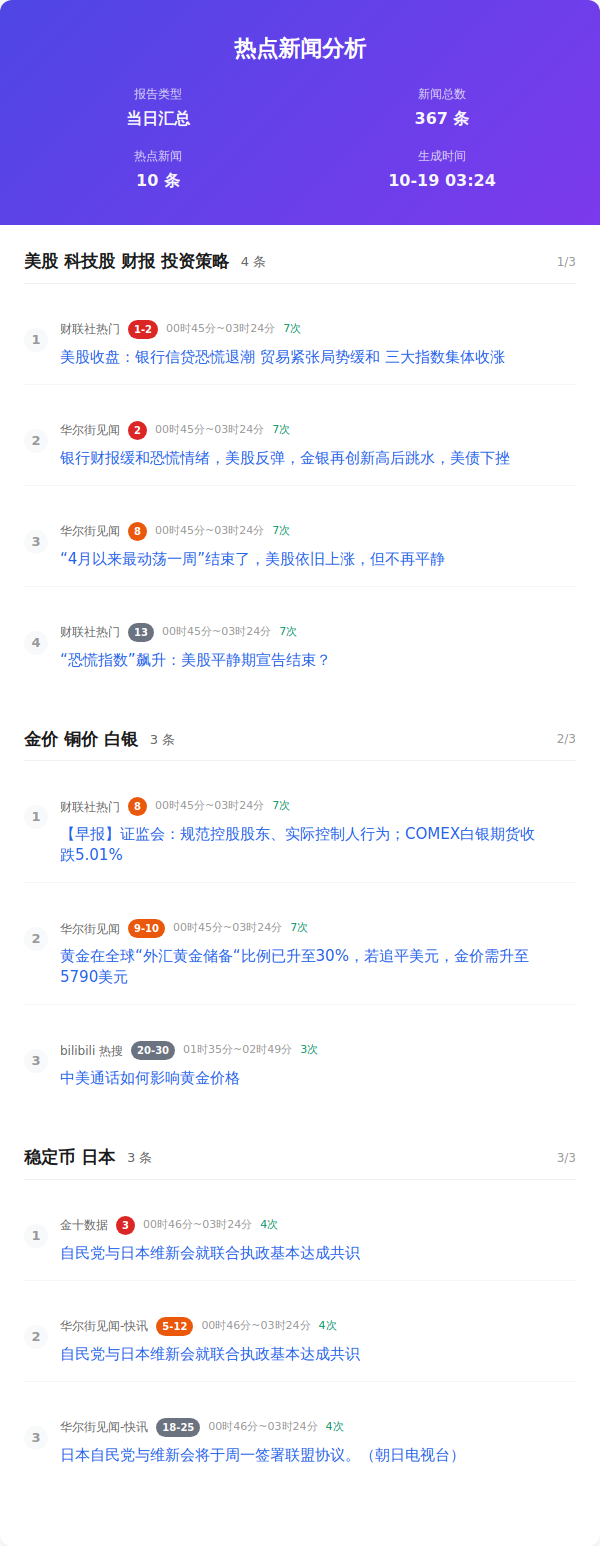 热点新闻分析
报告类型
新闻总数
当日汇总
367 条
热点新闻
生成时间
10 条
10-19 03:24
美股 科技股 财报 投资策略 4 条 1/3
1
财联社热门 1-2 00时45分~03时24分 7次
美股收盘：银行信贷恐慌退潮 贸易紧张局势缓和 三大指数集体收涨
2
华尔街见闻 2 00时45分~03时24分 7次
银行财报缓和恐慌情绪，美股反弹，金银再创新高后跳水，美债下挫
3
华尔街见闻 8 00时45分~03时24分 7次
“4月以来最动荡一周”结束了，美股依旧上涨，但不再平静
4
财联社热门 13 00时45分~03时24分 7次
“恐慌指数”飙升：美股平静期宣告结束？
金价 铜价 白银 3 条 2/3
1
财联社热门 8 00时45分~03时24分 7次
【早报】证监会：规范控股股东、实际控制人行为；COMEX白银期货收
跌5.01%
2
华尔街见闻 9-10 00时45分~03时24分 7次
黄金在全球“外汇黄金储备“比例已升至30%，若追平美元，金价需升至
5790美元
3
bilibili 热搜 20-30 01时35分~02时49分 3次
中美通话如何影响黄金价格
稳定币 日本 3 条 3/3
1
金十数据 3 00时46分~03时24分 4次
自民党与日本维新会就联合执政基本达成共识
2
华尔街见闻-快讯 5-12 00时46分~03时24分 4次
自民党与日本维新会就联合执政基本达成共识
3
华尔街见闻-快讯 18-25 00时46分~03时24分 4次
日本自民党与维新会将于周一签署联盟协议。（朝日电视台）